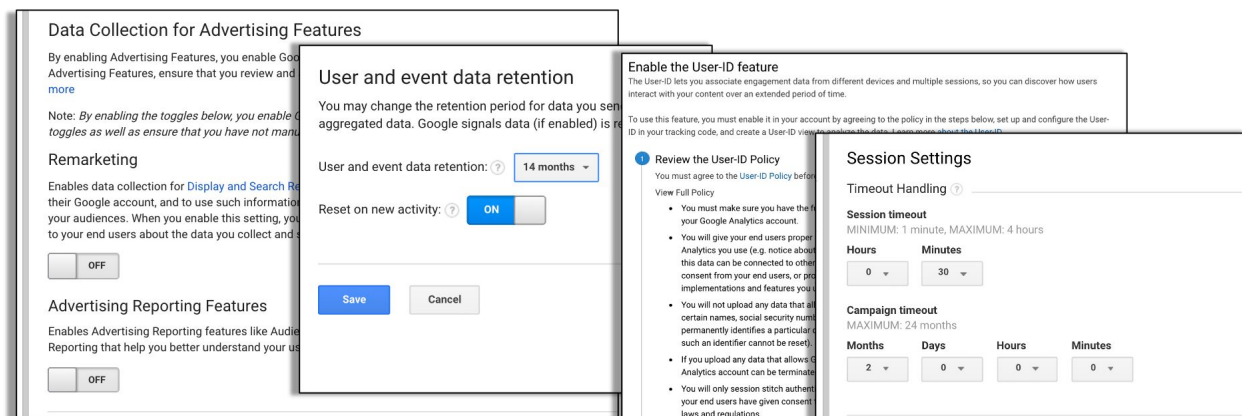 Data Collection for Advertising Features
By enabling Advertising Features, you enable Goo
Advertising Features, ensure that you review and
more
Note: By enabling the toggles below, you enable
toggles as well as ensure that you have not manu
Remarketing
Enables data collection for Display and Search Re
their Google account, and to use such information
your audiences. When you enable this setting, you
to your end users about the data you collect and s
OFF
Advertising Reporting Features
Enables Advertising Reporting features like Audie
Reporting that help you better understand your us
OFF
User and event data retention
You may change the retention period for data you sen
aggregated data. Google signals data (if enabled) is re
User and event data retention: ? 14 months
Reset on new activity: ? ON
Save Cancel
Enable the User-ID feature
The User-ID lets you associate engagement data from different devices and multiple sessions, so you can discover how users
interact with your content over an extended period of time.
To use this feature, you must enable it in your account by agreeing to the policy in the steps below, set up and configure the User-
ID in your tracking code, and create a User-ID view to analyze the data. Learn more about the User-ID
1 Review the User-ID Policy
You must agree to the User-ID Policy before
View Full Policy
• You must make sure you have the f
your Google Analytics account.
• You will give your end users proper
Analytics you use (e.g. notice about
this data can be connected to other
consent from your end users, or pro
implementations and features you u
• You will not upload any data that all
certain names, social security numb
permanently identifies a particular
such an identifier cannot be reset).
• If you upload any data that allows G
Analytics account can be terminate
• You will only session stitch authent
your end users have given consent
laws and regulations.
Session Settings
Timeout Handling ?
Session timeout
MINIMUM: 1 minute, MAXIMUM: 4 hours
Hours Minutes
0 30
Campaign timeout
MAXIMUM: 24 months
Months Days Hours Minutes
2 0 0 0